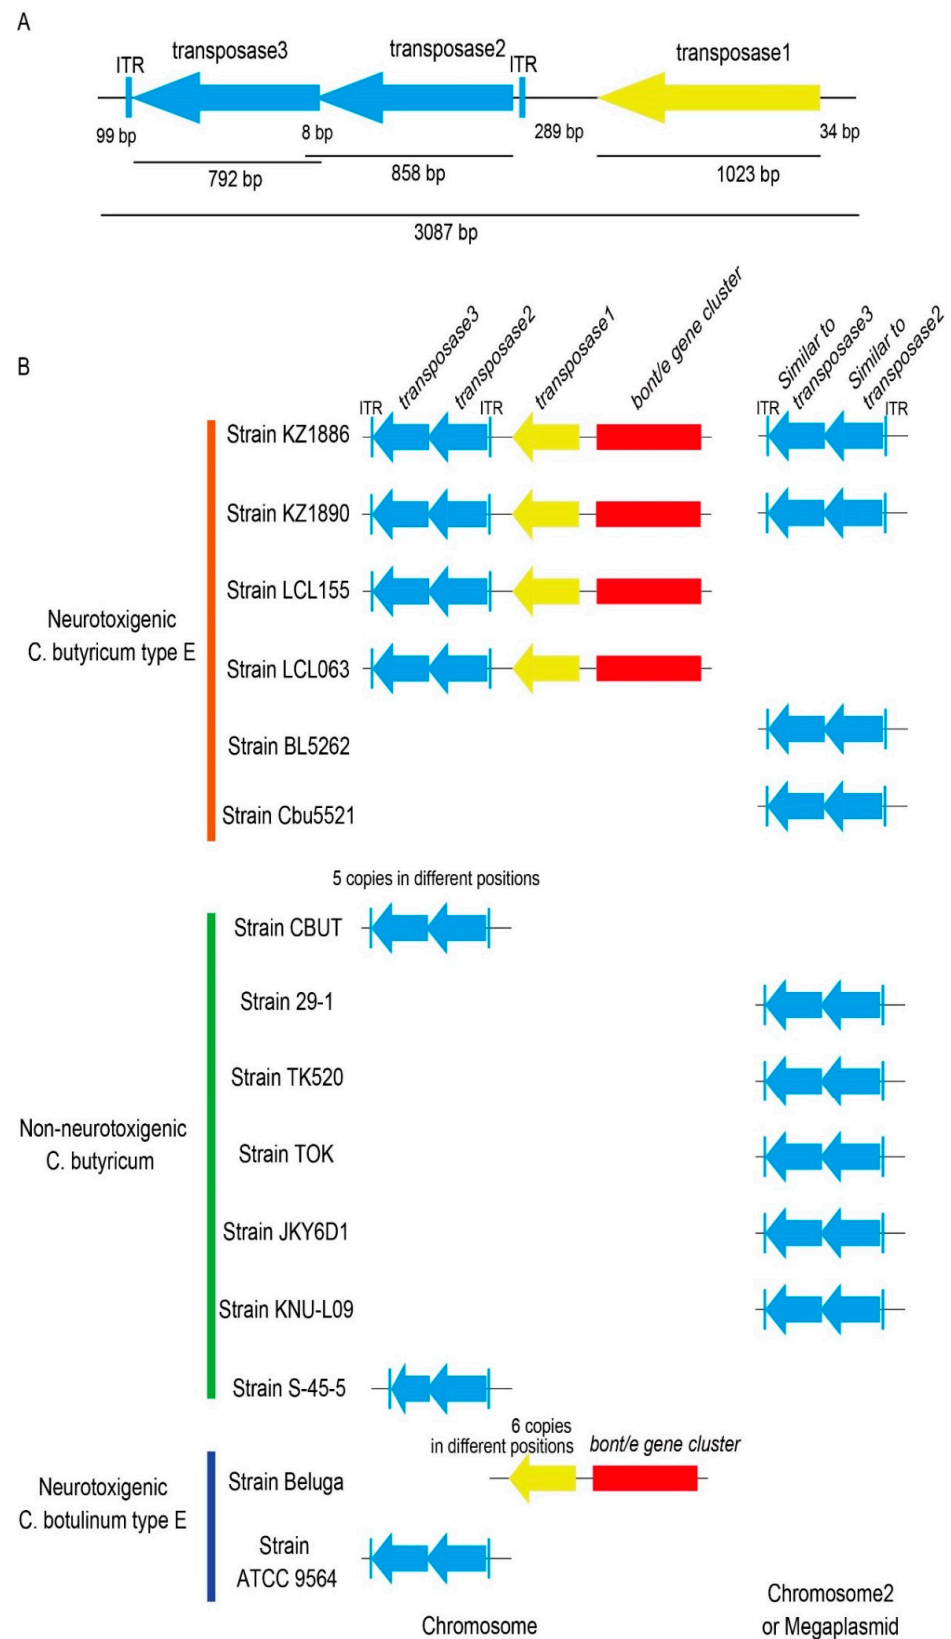 A
transposase3
transposase2
transposase1
ITR
ITR
99 bp
8 bp
289 bp
34 bp
792 bp
858 bp
1023 bp
3087 bp
B
transposase3
transposase2
transposase1
bont/e gene cluster
Similar to
transposase3
Similar to
transposase2
ITR
ITR
ITR
ITR
Strain KZ1886
Strain KZ1890
Strain LCL155
Strain LCL063
Strain BL5262
Strain Cbu5521
Neurotoxigenic
C. butyricum type E
5 copies in different positions
Strain CBUT
Strain 29-1
Strain TK520
Strain TOK
Strain JKY6D1
Strain KNU-L09
Strain S-45-5
Non-neurotoxigenic
C. butyricum
6 copies
in different positions
bont/e gene cluster
Strain Beluga
Strain
ATCC 9564
Neurotoxigenic
C. botulinum type E
Chromosome
Chromosome2
or Megaplasmid